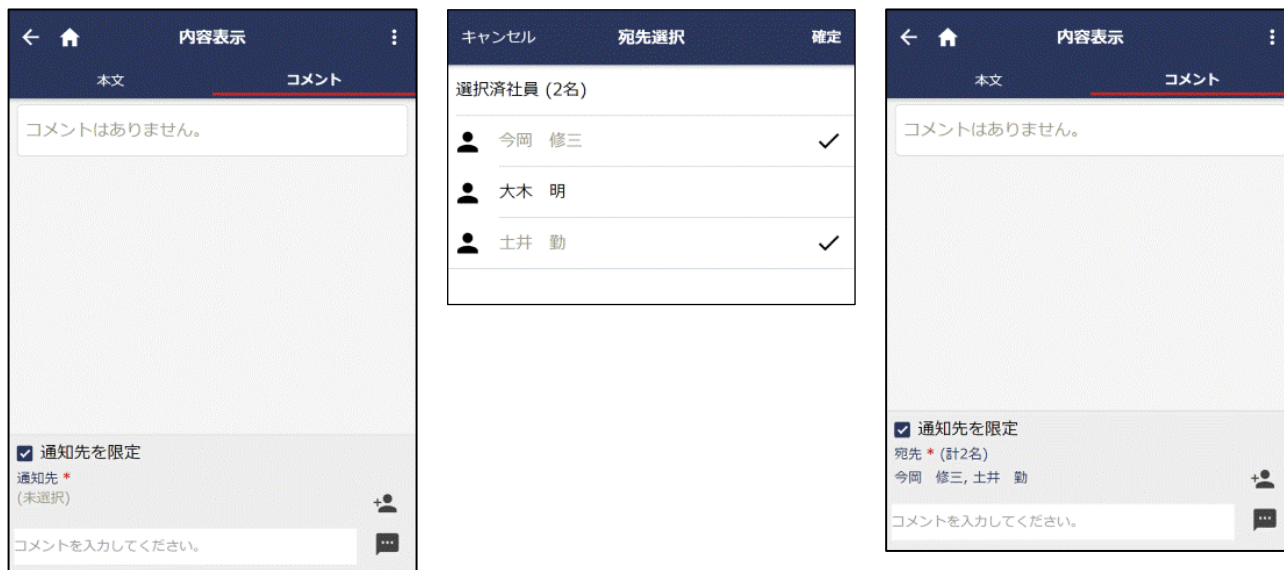 内容表示
本文 コメント
コメントはありません。
通知先を限定
通知先 *
(未選択)
コメントを入力してください。
キャンセル 宛先選択 確定
選択済社員 (2名)
今岡　修三
大木　明
土井　勤
内容表示
本文 コメント
コメントはありません。
通知先を限定
宛先 * (計2名)
今岡　修三, 土井　勤
コメントを入力してください。